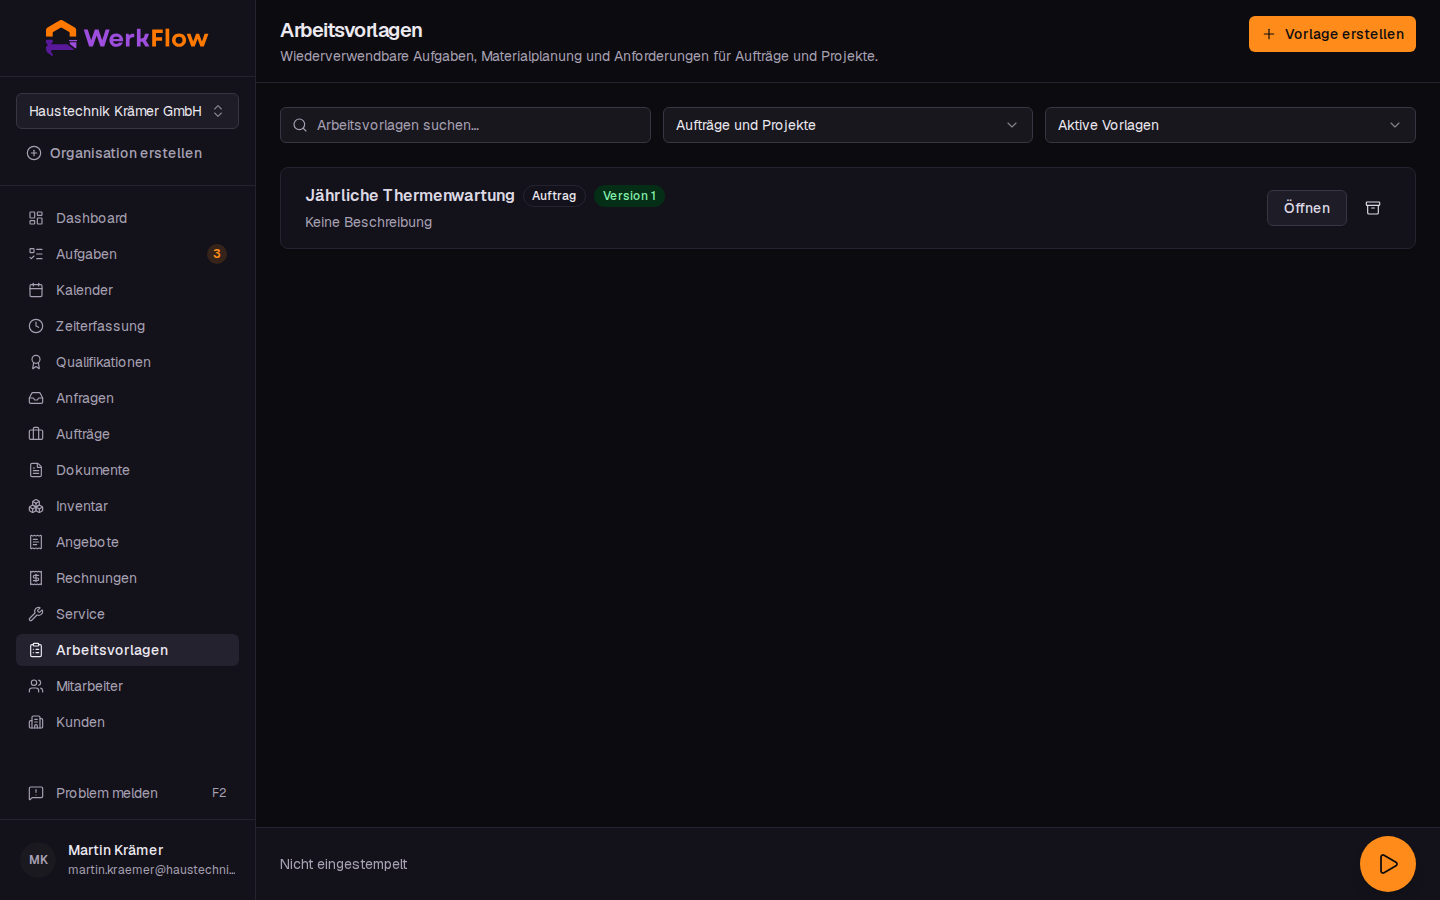 WerkFlow
Haustechnik Krämer GmbH
Organisation erstellen
Dashboard
Aufgaben 3
Kalender
Zeiterfassung
Qualifikationen
Anfragen
Aufträge
Dokumente
Inventar
Angebote
Rechnungen
Service
Arbeitsvorlagen
Mitarbeiter
Kunden
Problem melden F2
MK
Martin Krämer
martin.kraemer@haustechni...
Arbeitsvorlagen
Wiederverwendbare Aufgaben, Materialplanung und Anforderungen für Aufträge und Projekte.
Vorlage erstellen
Arbeitsvorlagen suchen...
Aufträge und Projekte
Aktive Vorlagen
Jährliche Thermenwartung Auftrag Version 1
Keine Beschreibung
Öffnen
Nicht eingestempelt